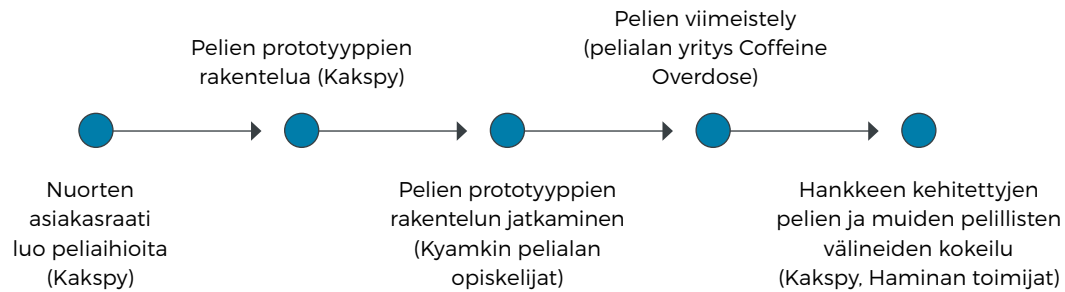 Nuorten
asiakasraati
luo peliaihioita
(Kakspy)
Pelien prototyyppien
rakentelua (Kakspy)
Pelien prototyyppien
rakentelun jatkaminen
(Kyamkin pelialan
opiskelijat)
Pelien viimeistely
(pelialan yritys Coffeine
Overdose)
Hankkeen kehitettyjen
pelien ja muiden pelillisten
välineiden kokeilu
(Kakspy, Haminan toimijat)